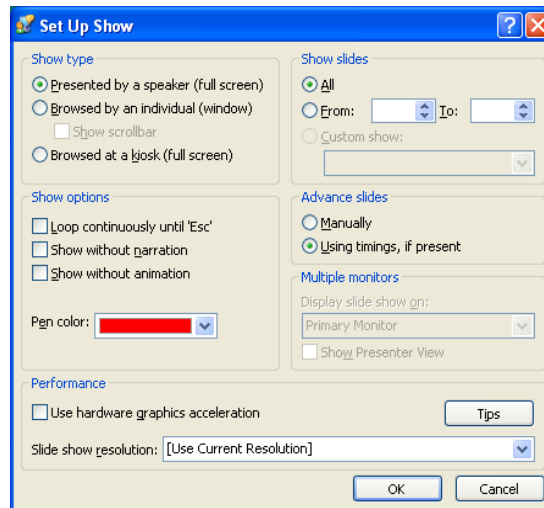 Set Up Show
Show type
Presented by a speaker (full screen)
Browsed by an individual (window)
Show scrollbar
Browsed at a kiosk (full screen)
Show slides
All
From: To:
Custom show:
Show options
Loop continuously until 'Esc'
Show without narration
Show without animation
Pen color:
Advance slides
Manually
Using timings, if present
Multiple monitors
Display slide show on:
Primary Monitor
Show Presenter View
Performance
Use hardware graphics acceleration
Tips
Slide show resolution: [Use Current Resolution]
OK Cancel